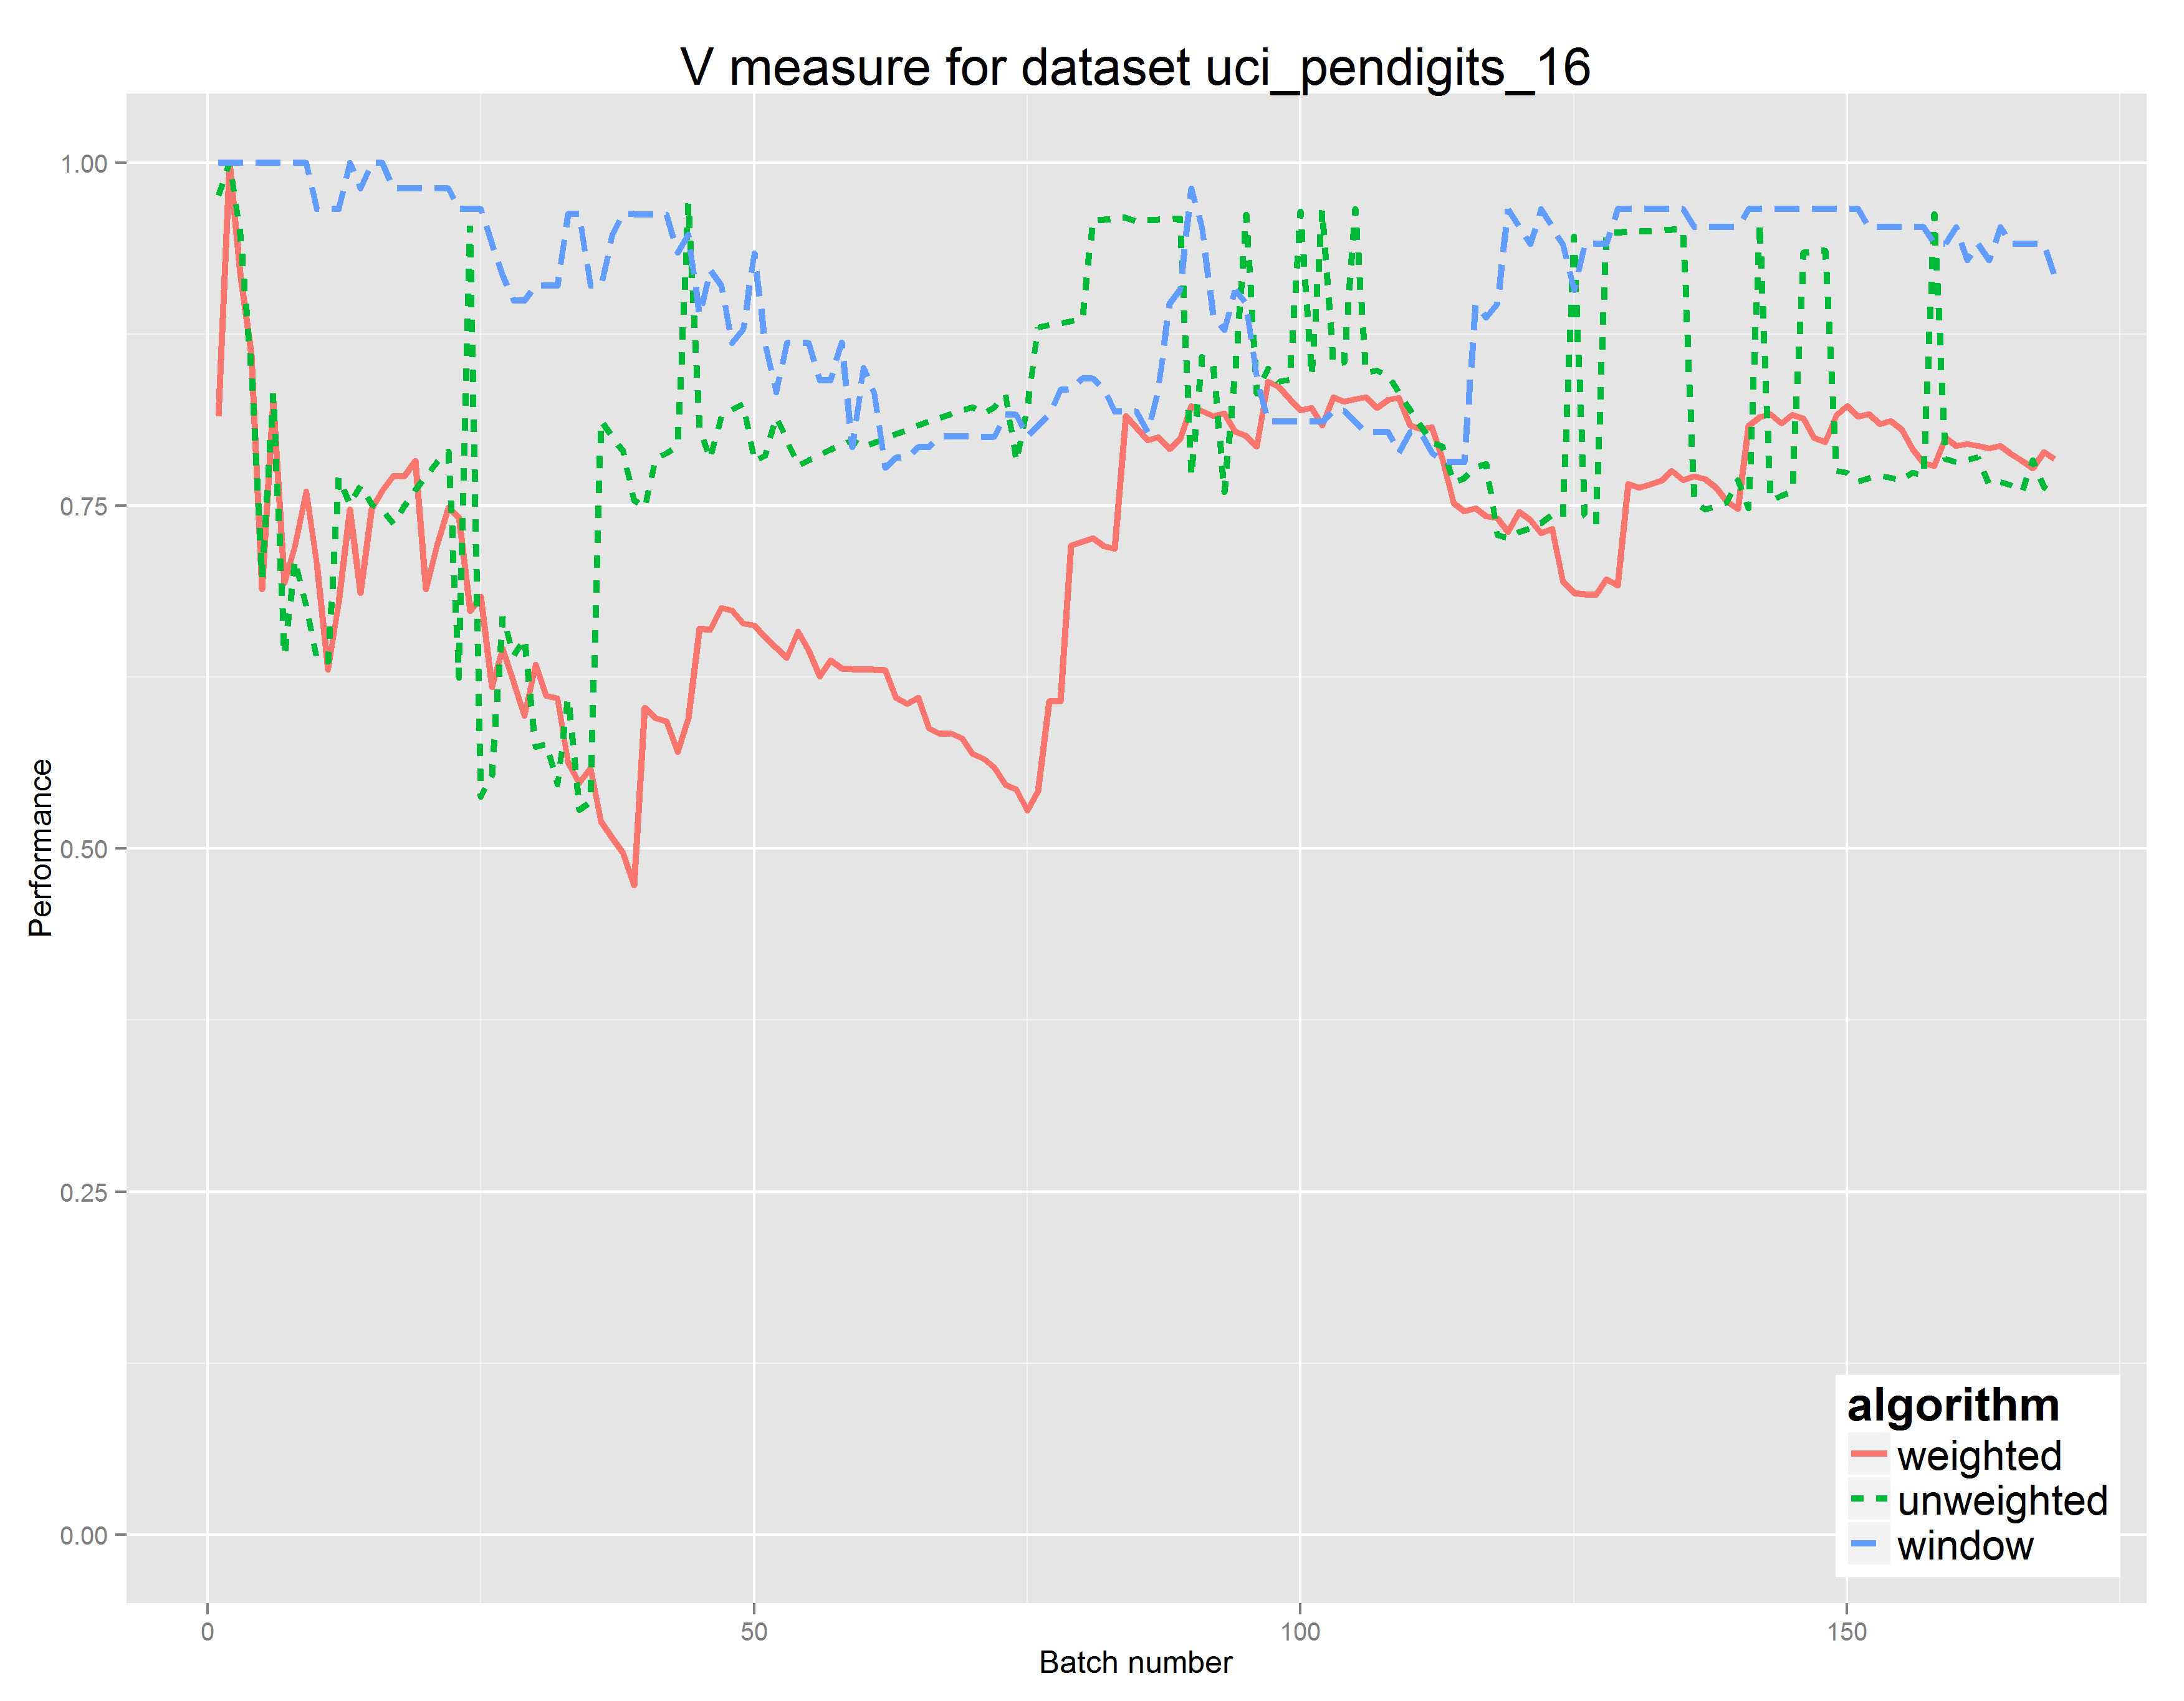 V measure for dataset uci_pendigits_16
1.00
0.75
0.50
0.25
0.00
Performance
0
50
100
150
Batch number
algorithm
weighted
unweighted
window